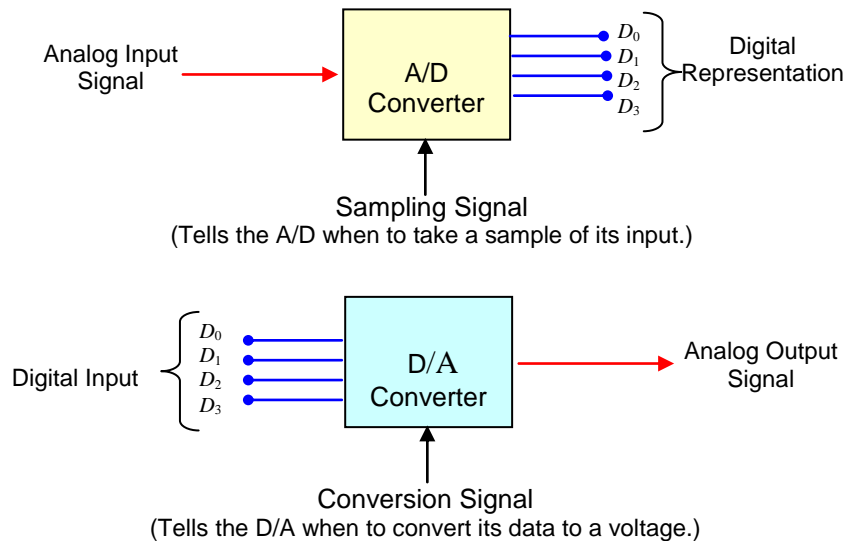 Analog Input
Signal
A/D
Converter
D0
D1
D2
D3
Digital
Representation
Sampling Signal
(Tells the A/D when to take a sample of its input.)
Digital Input
D0
D1
D2
D3
D/A
Converter
Analog Output
Signal
Conversion Signal
(Tells the D/A when to convert its data to a voltage.)